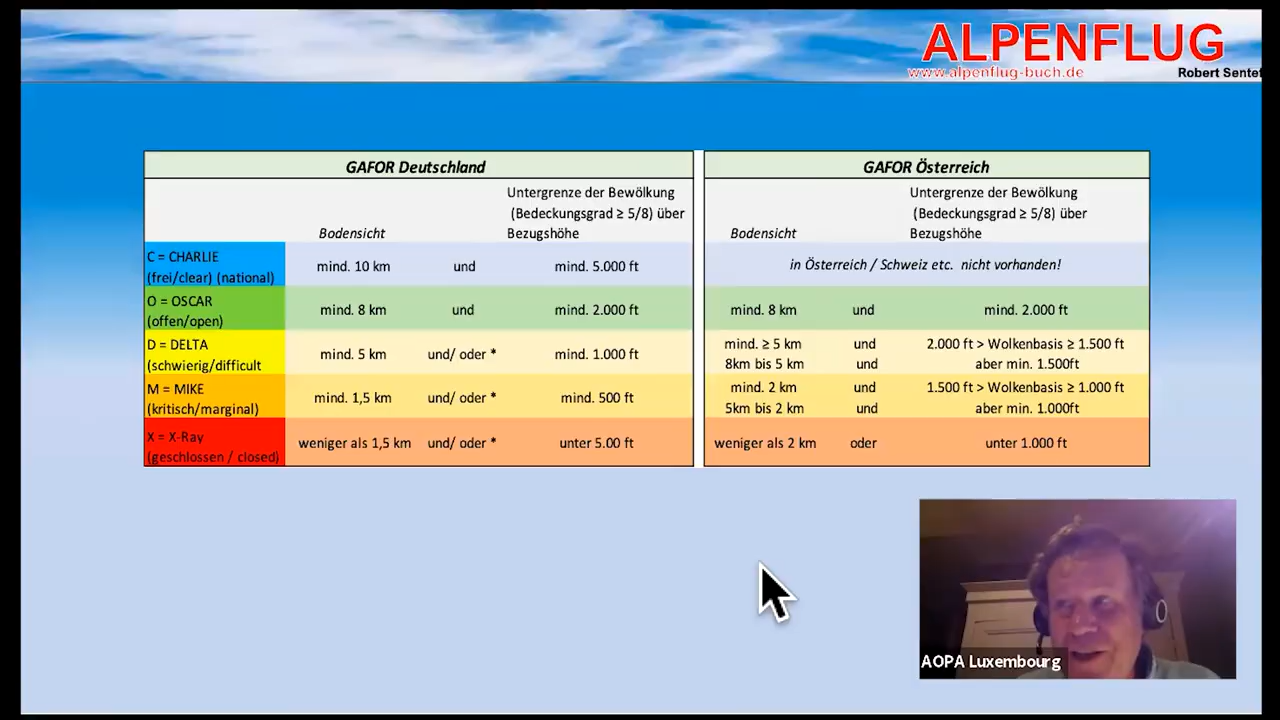 ALPENFLUG
www.alpenflug-buch.de
Robert Sentef
GAFOR Deutschland
Bodensicht
Untergrenze der Bewölkung
(Bedeckungsgrad ≥ 5/8) über
Bezugshöhe
C = CHARLIE
(frei/clear) (national)
mind. 10 km und mind. 5.000 ft
O = OSCAR
(offen/open)
mind. 8 km und mind. 2.000 ft
D = DELTA
(schwierig/difficult
mind. 5 km und/ oder * mind. 1.000 ft
M = MIKE
(kritisch/marginal)
mind. 1,5 km und/ oder * mind. 500 ft
X = X-Ray
(geschlossen / closed)
weniger als 1,5 km und/ oder * unter 5.00 ft
GAFOR Österreich
Bodensicht
Untergrenze der Bewölkung
(Bedeckungsgrad ≥ 5/8) über
Bezugshöhe
in Österreich / Schweiz etc. nicht vorhanden!
mind. 8 km und mind. 2.000 ft
mind. ≥ 5 km und 2.000 ft > Wolkenbasis ≥ 1.500 ft
8km bis 5 km und aber min. 1.500ft
mind. 2 km und 1.500 ft > Wolkenbasis ≥ 1.000 ft
5km bis 2 km und aber min. 1.000ft
weniger als 2 km oder unter 1.000 ft
AOPA Luxembourg